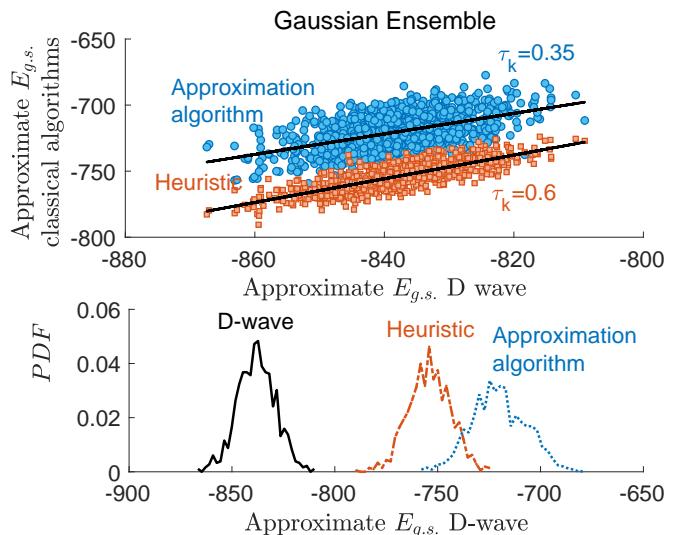 Gaussian Ensemble
Approximate E_{g.s.}
classical algorithms
-650
-700
-750
-800
Approximation
algorithm
τ_k=0.35
Heuristic
τ_k=0.6
-880
-860
-840
-820
-800
Approximate E_{g.s.} D wave
PDF
0.06
0.04
0.02
0
D-wave
Heuristic
Approximation
algorithm
-900
-850
-800
-750
-700
-650
Approximate E_{g.s.} D-wave